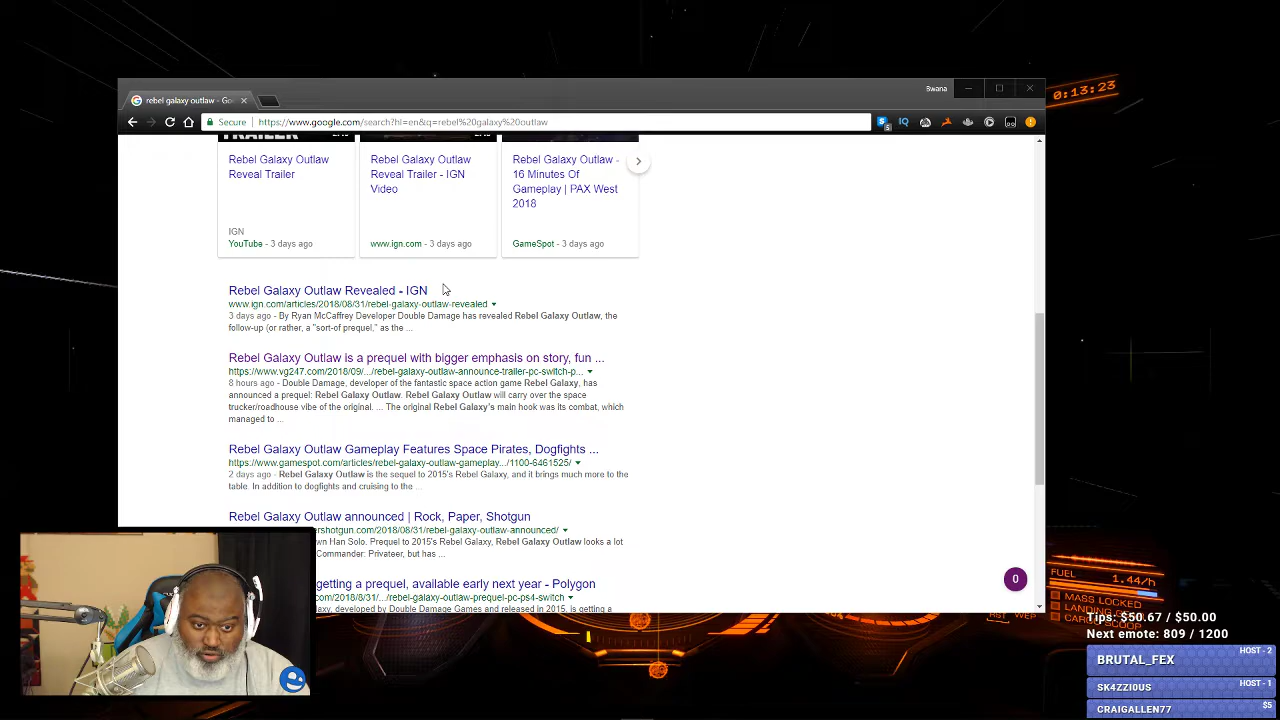 Swana
rebel galaxy outlaw - Go
0:13:23
Secure https://www.google.com/search?hl=en&q=rebel%20galaxy%20outlaw
5
IQ
TRAILER
Rebel Galaxy Outlaw
Reveal Trailer
IGN
YouTube - 3 days ago
Rebel Galaxy Outlaw
Reveal Trailer - IGN
Video
www.ign.com - 3 days ago
Rebel Galaxy Outlaw -
16 Minutes Of
Gameplay | PAX West
2018
GameSpot - 3 days ago
Rebel Galaxy Outlaw Revealed - IGN
www.ign.com/articles/2018/08/31/rebel-galaxy-outlaw-revealed
3 days ago - By Ryan McCaffrey Developer Double Damage has revealed Rebel Galaxy Outlaw, the
follow-up (or rather, a "sort-of prequel," as the ...
Rebel Galaxy Outlaw is a prequel with bigger emphasis on story, fun ...
https://www.vg247.com/2018/09/.../rebel-galaxy-outlaw-announce-trailer-pc-switch-p...
8 hours ago - Double Damage, developer of the fantastic space action game Rebel Galaxy, has
announced a prequel: Rebel Galaxy Outlaw. Rebel Galaxy Outlaw will carry over the space
trucker/roadhouse vibe of the original. ... The original Rebel Galaxy's main hook was its combat, which
managed to ...
Rebel Galaxy Outlaw Gameplay Features Space Pirates, Dogfights ...
https://www.gamespot.com/articles/rebel-galaxy-outlaw-gameplay.../1100-6461525/
2 days ago - Rebel Galaxy Outlaw is the sequel to 2015's Rebel Galaxy, and it brings much more to the
table. In addition to dogfights and cruising to the ...
Rebel Galaxy Outlaw announced | Rock, Paper, Shotgun
ershotgun.com/2018/08/31/rebel-galaxy-outlaw-announced/
wn Han Solo. Prequel to 2015's Rebel Galaxy, Rebel Galaxy Outlaw looks a lot
Commander: Privateer, but has ...
getting a prequel, available early next year - Polygon
com/2018/8/31/.../rebel-galaxy-outlaw-prequel-pc-ps4-switch
axy, developed by Double Damage Games and released in 2015, is getting a
0
FUEL 1.44/h
MASS LOCKED
LANDING
Tips: $50.67 / $50.00
Next emote: 809 / 1200
HOST - 2
BRUTAL_FEX
HOST - 1
SK4ZZI0US
$5
CRAIGALLEN77